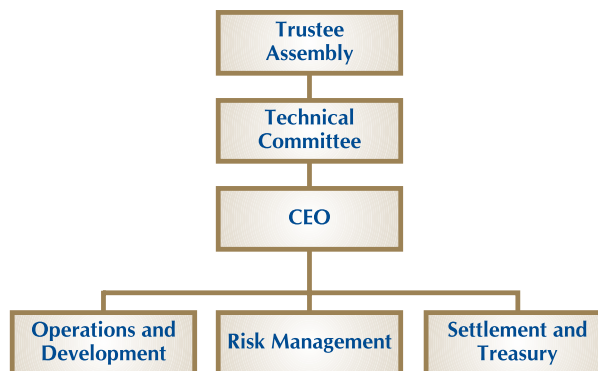 Trustee
Assembly
Technical
Committee
CEO
Operations and
Development
Risk Management
Settlement and
Treasury